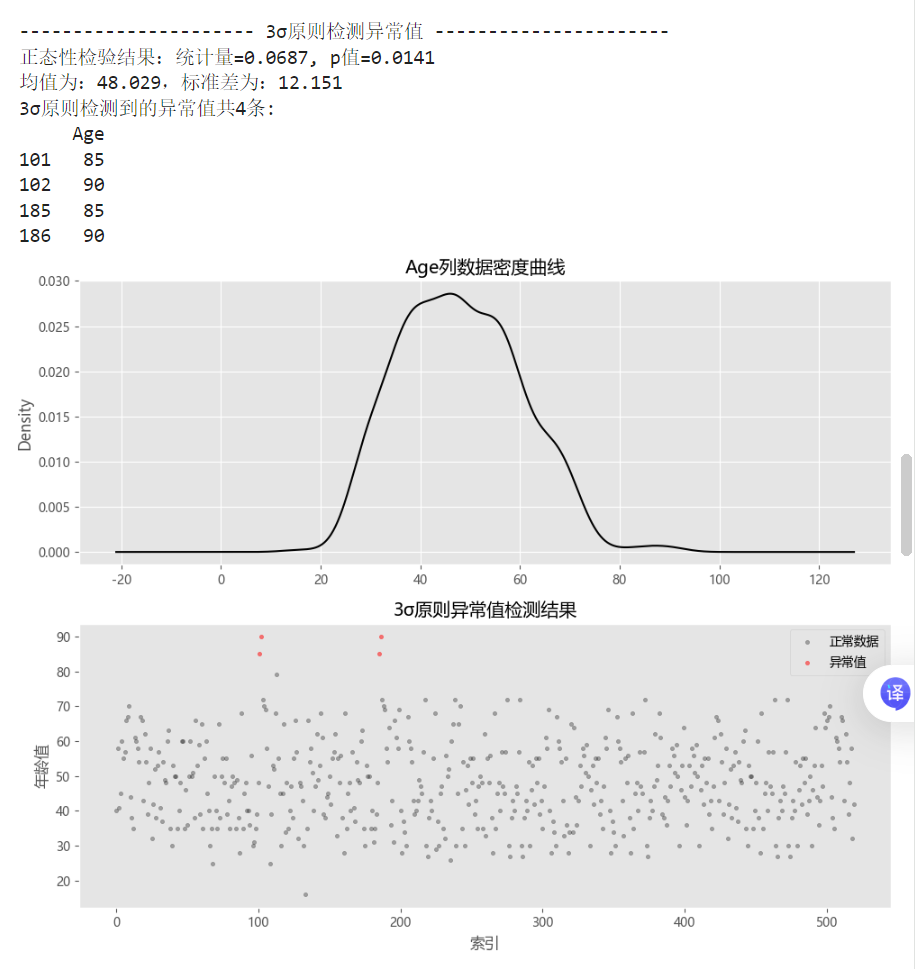 ---------------------- 3σ原则检测异常值 ----------------------
正态性检验结果：统计量=0.0687, p值=0.0141
均值为：48.029，标准差为：12.151
3σ原则检测到的异常值共4条:
Age
101 85
102 90
185 85
186 90
Age列数据密度曲线
0.030
0.025
0.020
0.015
0.010
0.005
0.000
Density
-20 0 20 40 60 80 100 120
3σ原则异常值检测结果
90
80
70
60
50
40
30
20
年龄值
正常数据
异常值
译
0 100 200 300 400 500
索引